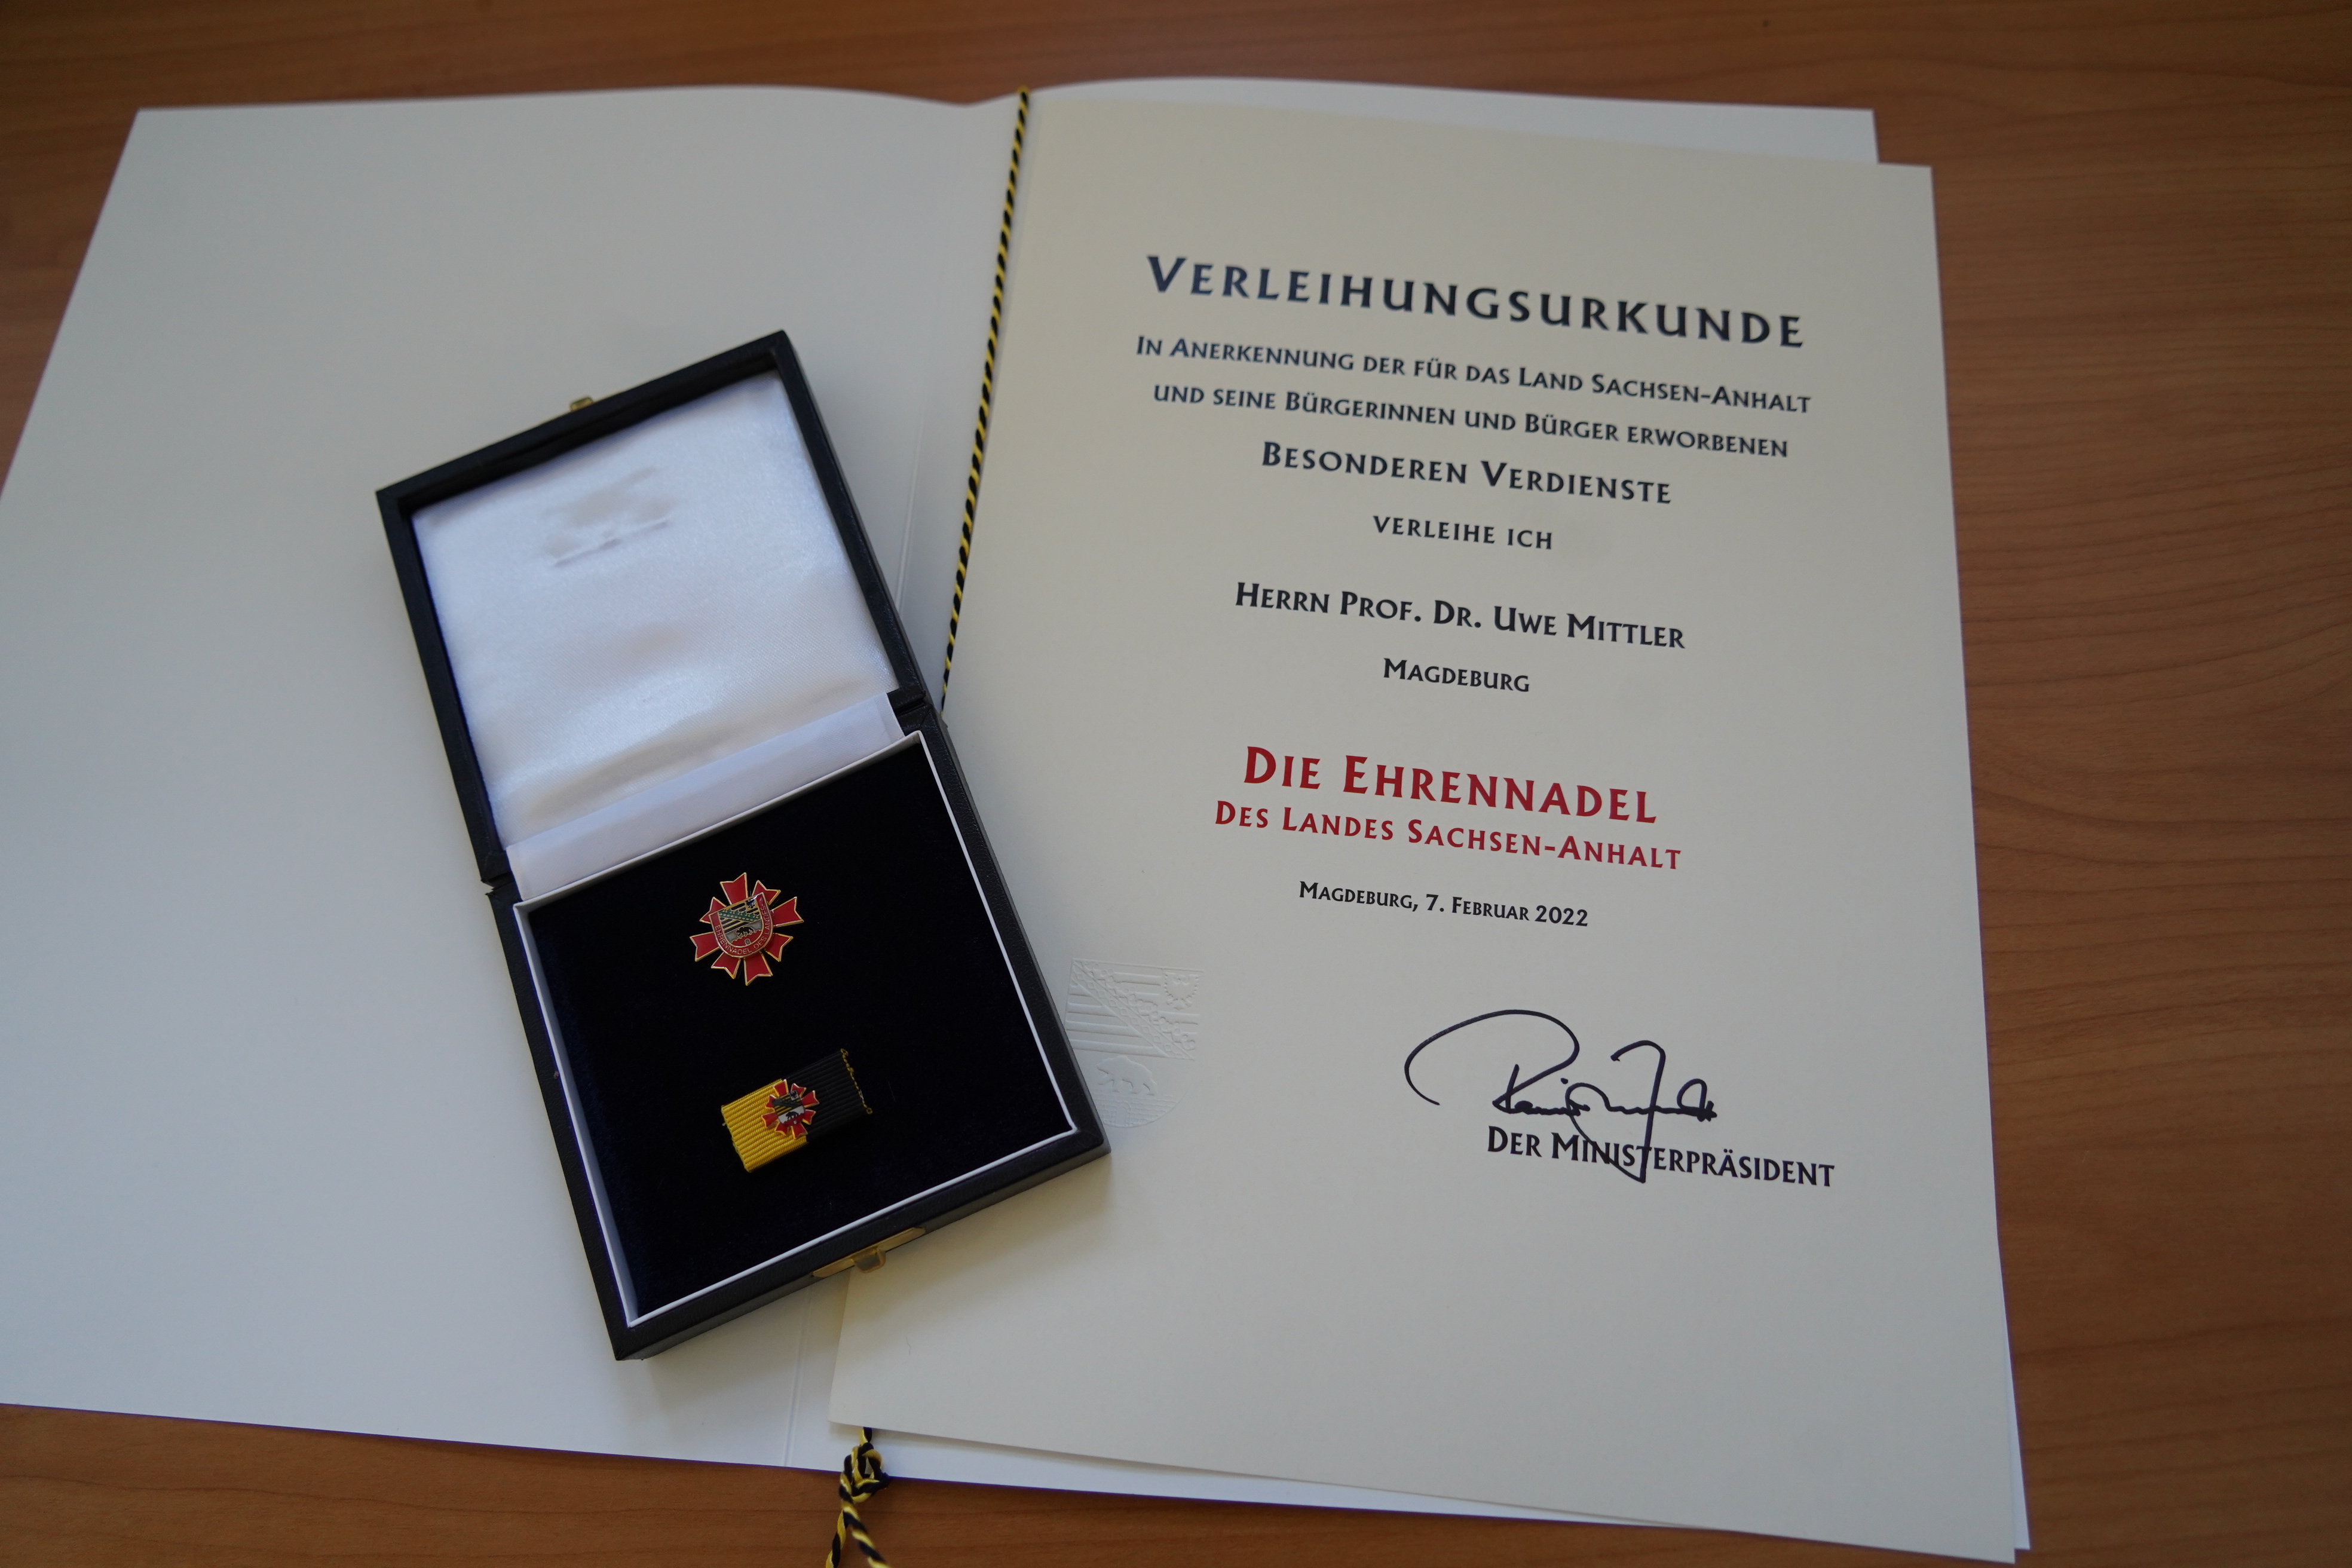 Verleihungsurkunde
In Anerkennung der für das Land Sachsen-Anhalt
und seine Bürgerinnen und Bürger erworbenen
Besonderen Verdienste
verleihe ich
Herrn Prof. Dr. Uwe Mittler
Magdeburg
Die Ehrennadel
Des Landes Sachsen-Anhalt
Magdeburg, 7. Februar 2022
Der Ministerpräsident